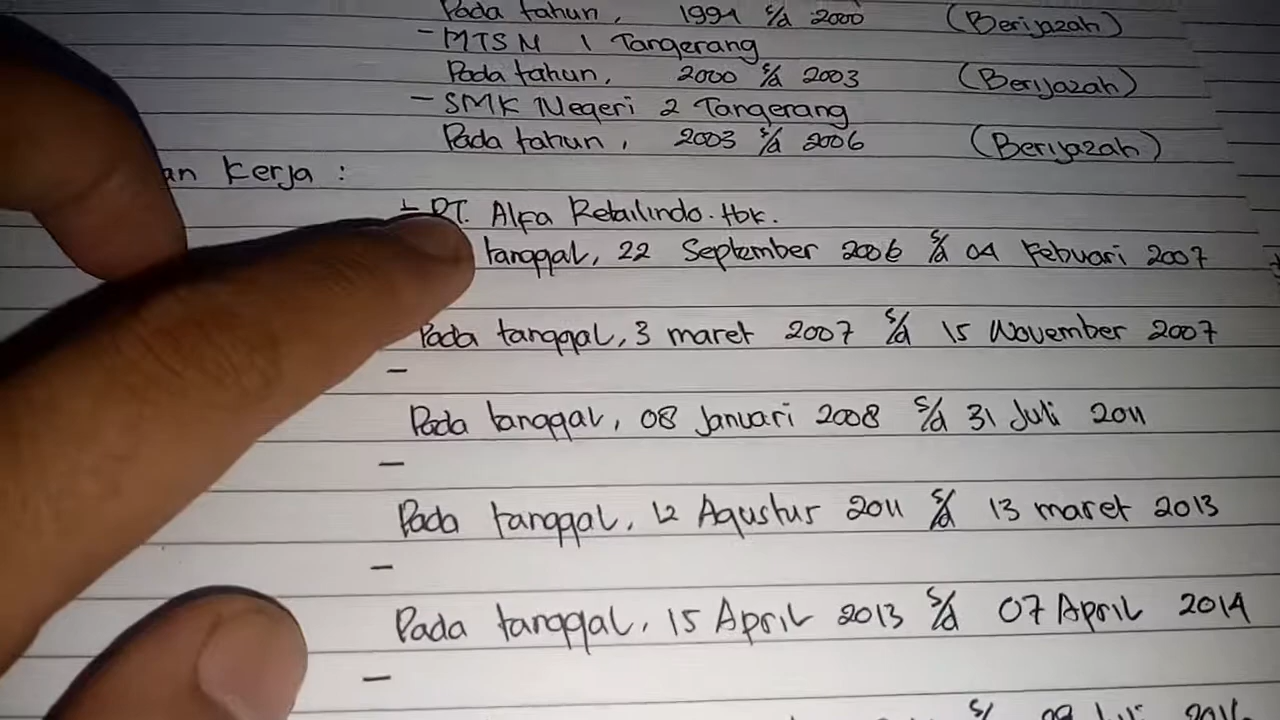 Pada tahun, 1994 s/d 2000 (Berijazah)
- MTSN 1 Tangerang
Pada tahun, 2000 s/d 2003 (Berijazah)
- SMK Negeri 2 Tangerang
Pada tahun, 2003 s/d 2006 (Berijazah)
an Kerja :
- PT. Alfa Retailindo. tbk.
tanggal, 22 September 2006 s/d 04 Febuari 2007
Pada tanggal, 3 maret 2007 s/d 15 November 2007
-
Pada tanggal, 08 Januari 2008 s/d 31 Juli 2011
-
Pada tanggal, 12 Agustus 2011 s/d 13 maret 2013
-
Pada tanggal, 15 April 2013 s/d 07 April 2014
-
s/ 09 Juli 2016